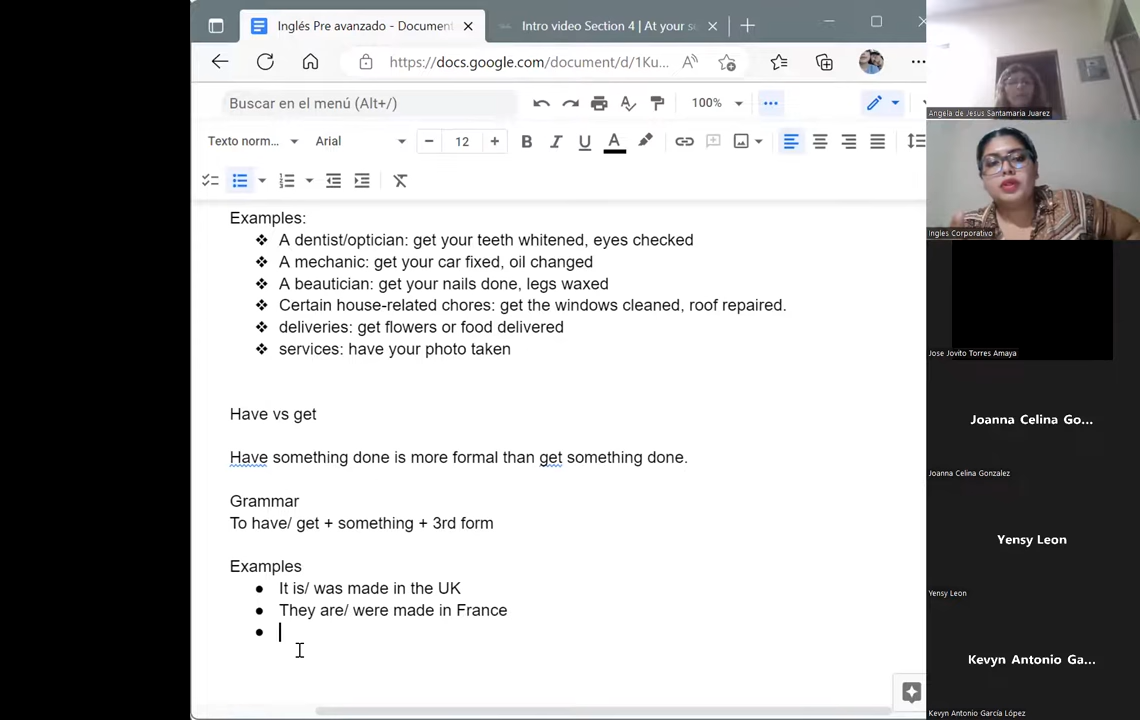 Inglés Pre avanzado - Document
Intro video Section 4 | At your s
https://docs.google.com/document/d/1Ku...
Buscar en el menú (Alt+/)
100%
Texto norm...
Arial
12
Examples:
❖ A dentist/optician: get your teeth whitened, eyes checked
❖ A mechanic: get your car fixed, oil changed
❖ A beautician: get your nails done, legs waxed
❖ Certain house-related chores: get the windows cleaned, roof repaired.
❖ deliveries: get flowers or food delivered
❖ services: have your photo taken
Have vs get
Have something done is more formal than get something done.
Grammar
To have/ get + something + 3rd form
Examples
● It is/ was made in the UK
● They are/ were made in France
●
Angela de Jesus Santamaria Juarez
Ingles Corporativo
Jose Jovito Torres Amaya
Joanna Celina Go...
Joanna Celina Gonzalez
Yensy Leon
Yensy Leon
Kevyn Antonio Ga...
Kevyn Antonio García López